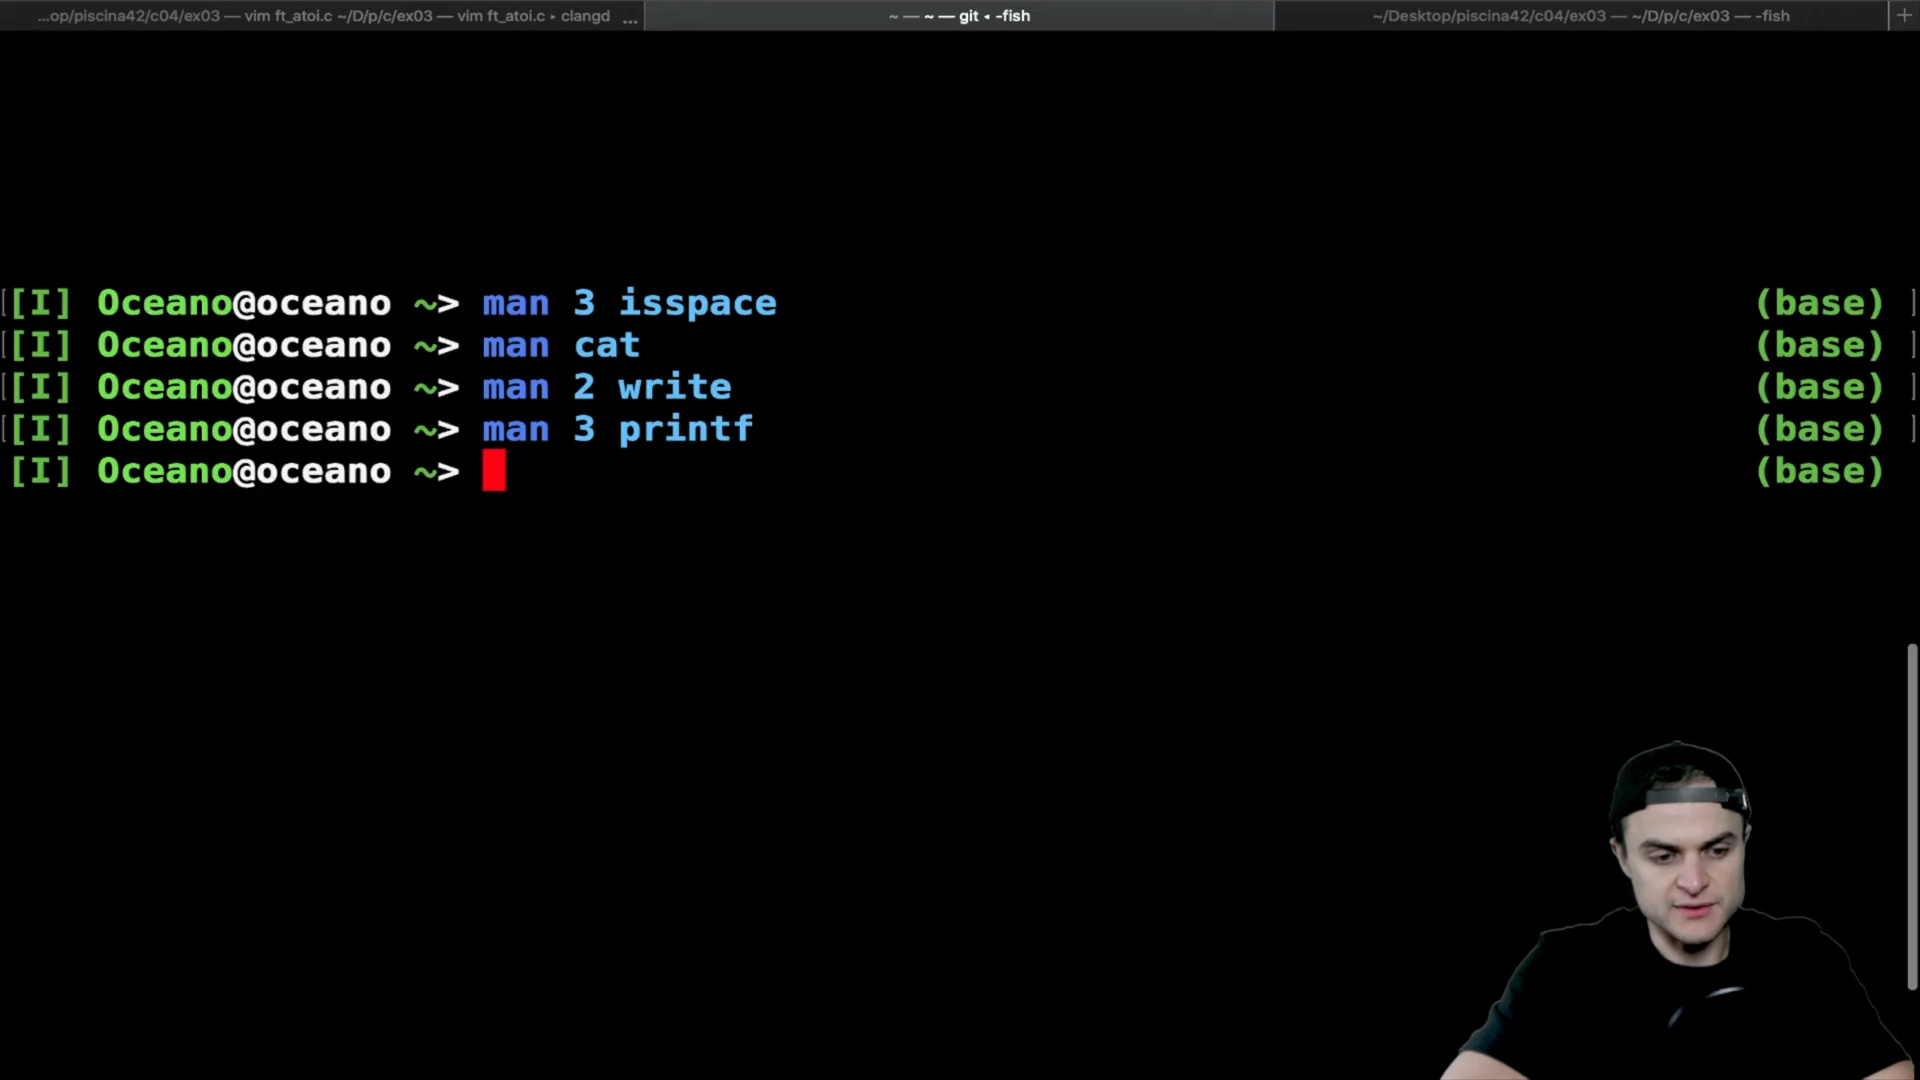 ...op/piscina42/c04/ex03 — vim ft_atoi.c ~/D/p/c/ex03 — vim ft_atoi.c ▸ clangd ...
~ — ~ — git ◂ -fish
~/Desktop/piscina42/c04/ex03 — ~/D/p/c/ex03 — -fish
+
[[I] Oceano@oceano ~> man 3 isspace (base) ]
[[I] Oceano@oceano ~> man cat (base) ]
[[I] Oceano@oceano ~> man 2 write (base) ]
[[I] Oceano@oceano ~> man 3 printf (base) ]
[I] Oceano@oceano ~> (base)